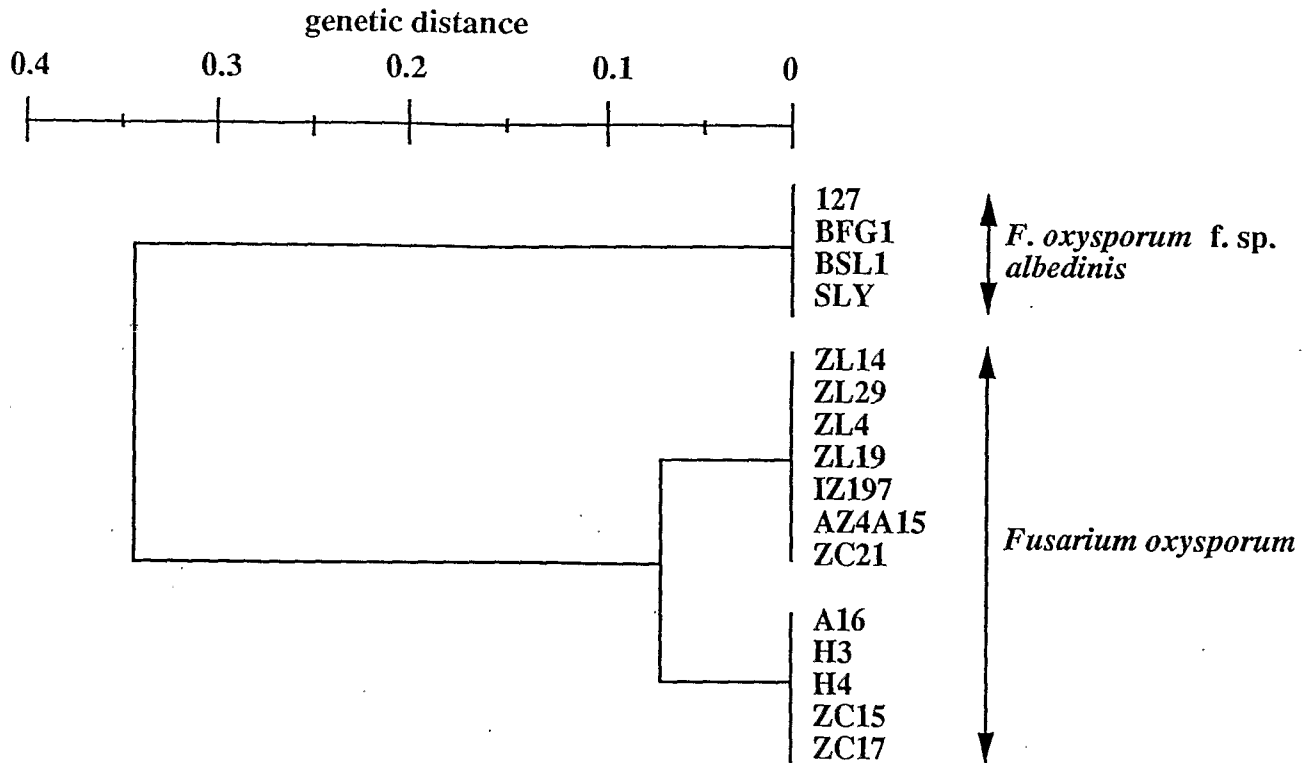 genetic distance
0.4 0.3 0.2 0.1 0
127
BFG1
BSL1
SLY
F. oxysporum f. sp.
albedinis
ZL14
ZL29
ZL4
ZL19
IZ197
AZ4A15
ZC21
Fusarium oxysporum
A16
H3
H4
ZC15
ZC17